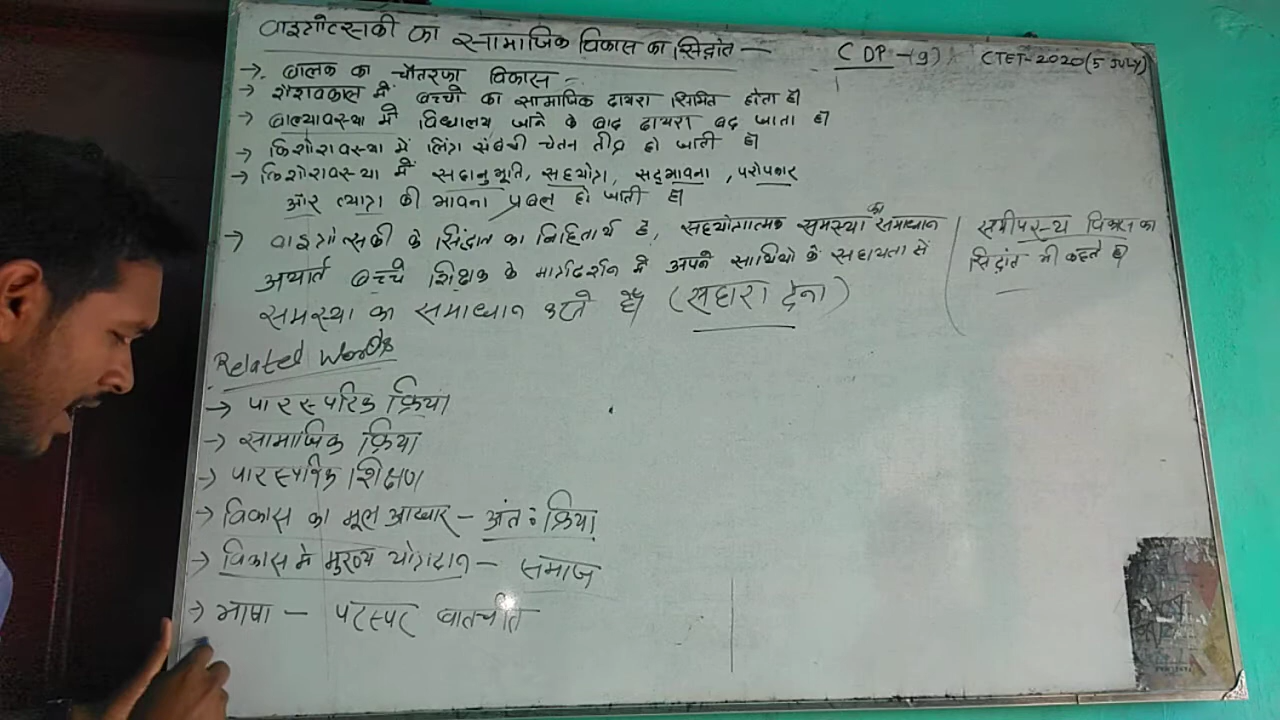 वाइगोत्सकी का सामाजिक विकास का सिद्धांत — CDP-(9) CTET-2020(5 JULY)
→ बालक का चौतरफा विकास -
→ शैशवकाल में बच्चों का सामाजिक दायरा सिमित होता है।
→ बाल्यावस्था में विधालय जाने के बाद दायरा बढ़ जाता है।
→ किशोरावस्था में लिंग संबंधी चेतन तीव्र हो जाती है।
→ किशोरावस्था में सहानुभूति, सहयोग, सद्भावना, परोपकार
और त्याग की भावना प्रबल हो जाती है।
→ वाइगोत्सकी के सिद्धांत का निहितार्थ है, सहयोगात्मक समस्या का समाधान
अर्थात बच्चे शिक्षक के मार्गदर्शन में अपने साथियों के सहायता से
समस्या का समाधान करते हैं। (सहारा देना)
समीपस्थ विकास का
सिद्धांत भी कहते है।
Related Words
→ पारस्परिक क्रिया
→ सामाजिक क्रिया
→ पारस्परिक शिक्षण
→ विकास का मूल आधार - अंतः क्रिया
→ विकास में मुख्य योगदान - समाज
→ भाषा - परस्पर बातचीत